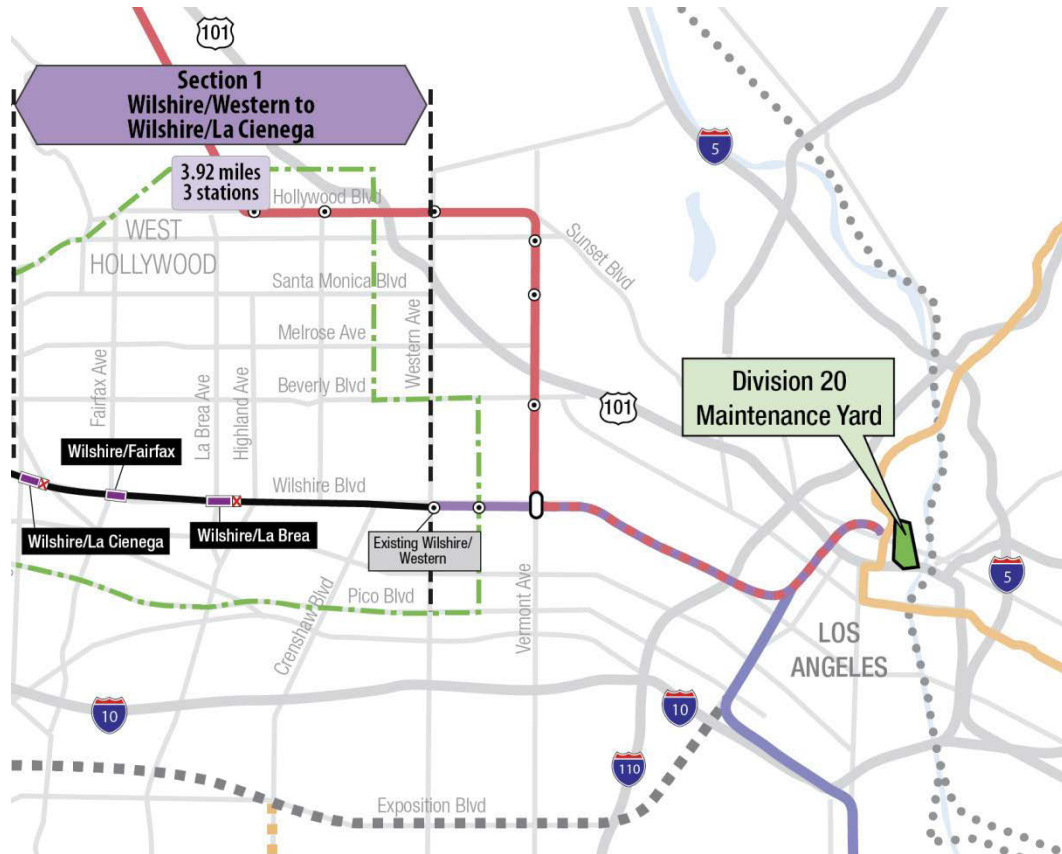 101
Section 1
Wilshire/Western to
Wilshire/La Cienega
5
3.92 miles
3 stations
Hollywood Blvd
WEST
HOLLYWOOD
Sunset Blvd
Santa Monica Blvd
Melrose Ave
Western Ave
Fairfax Ave
La Brea Ave
Highland Ave
Beverly Blvd
101
Division 20
Maintenance Yard
Wilshire/Fairfax
Wilshire Blvd
Wilshire/La Cienega
Wilshire/La Brea
Existing Wilshire/
Western
5
Pico Blvd
Crenshaw Blvd
Vermont Ave
LOS
ANGELES
10
10
110
Exposition Blvd